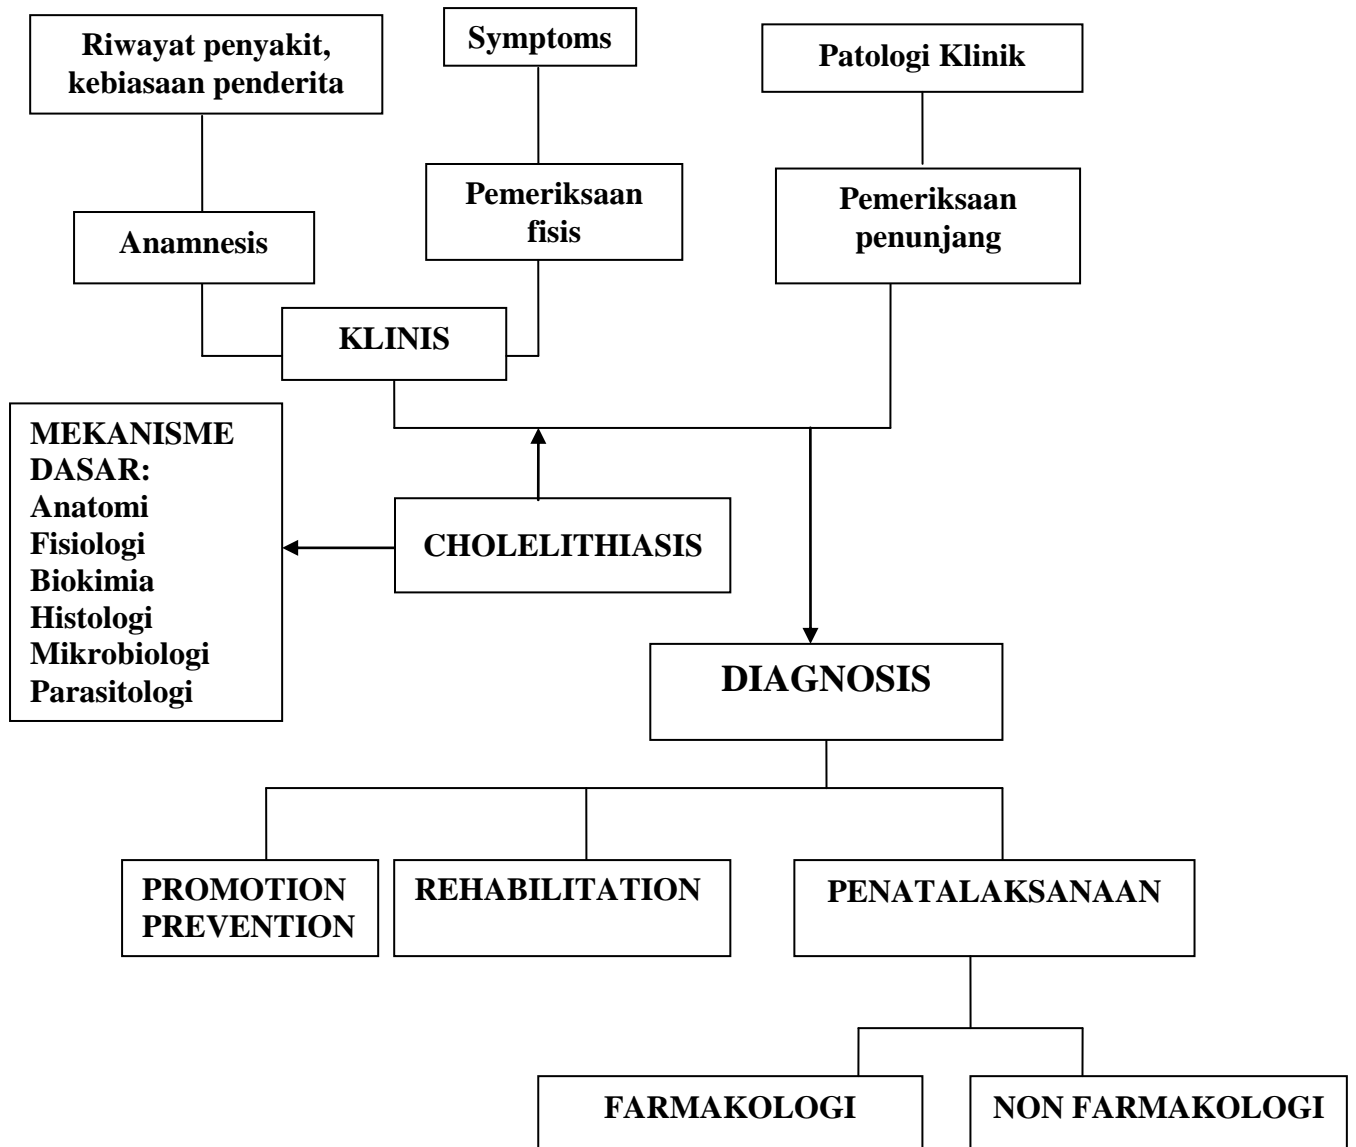 Riwayat penyakit,
kebiasaan penderita
Symptoms
Patologi Klinik
Anamnesis
Pemeriksaan
fisis
Pemeriksaan
penunjang
KLINIS
MEKANISME
DASAR:
Anatomi
Fisiologi
Biokimia
Histologi
Mikrobiologi
Parasitologi
CHOLELITHIASIS
DIAGNOSIS
PROMOTION
PREVENTION
REHABILITATION
PENATALAKSANAAN
FARMAKOLOGI
NON FARMAKOLOGI